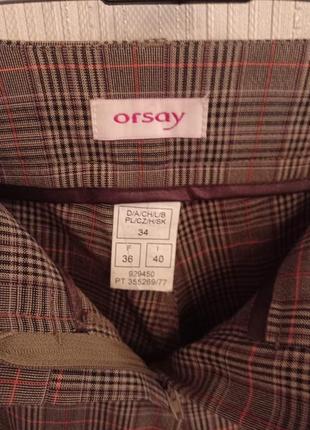 orsay
D/A/CH/L/B
PL/CZ/H/SK
34
F I
36 40
929450
PT 355269/77